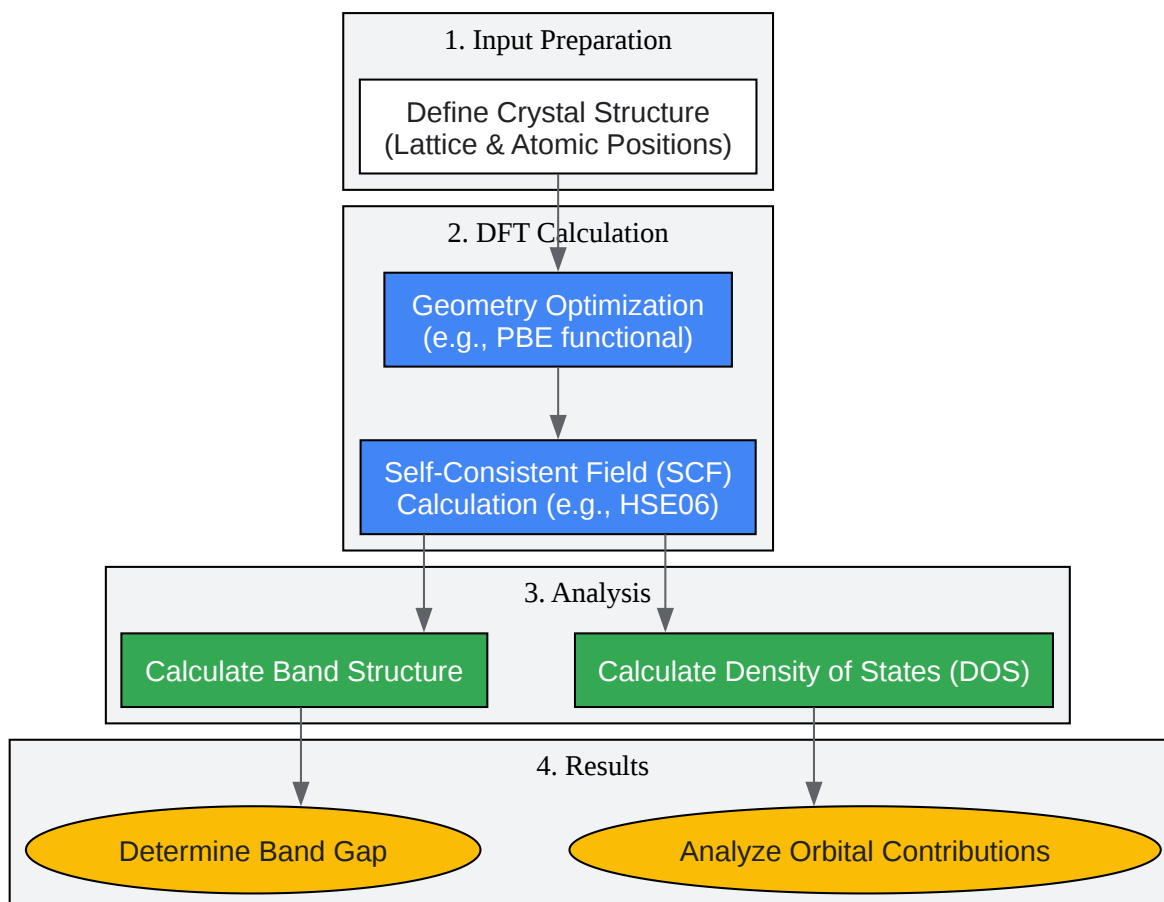 1. Input Preparation
Define Crystal Structure
(Lattice & Atomic Positions)
2. DFT Calculation
Geometry Optimization
(e.g., PBE functional)
Self-Consistent Field (SCF)
Calculation (e.g., HSE06)
3. Analysis
Calculate Band Structure
Calculate Density of States (DOS)
4. Results
Determine Band Gap
Analyze Orbital Contributions